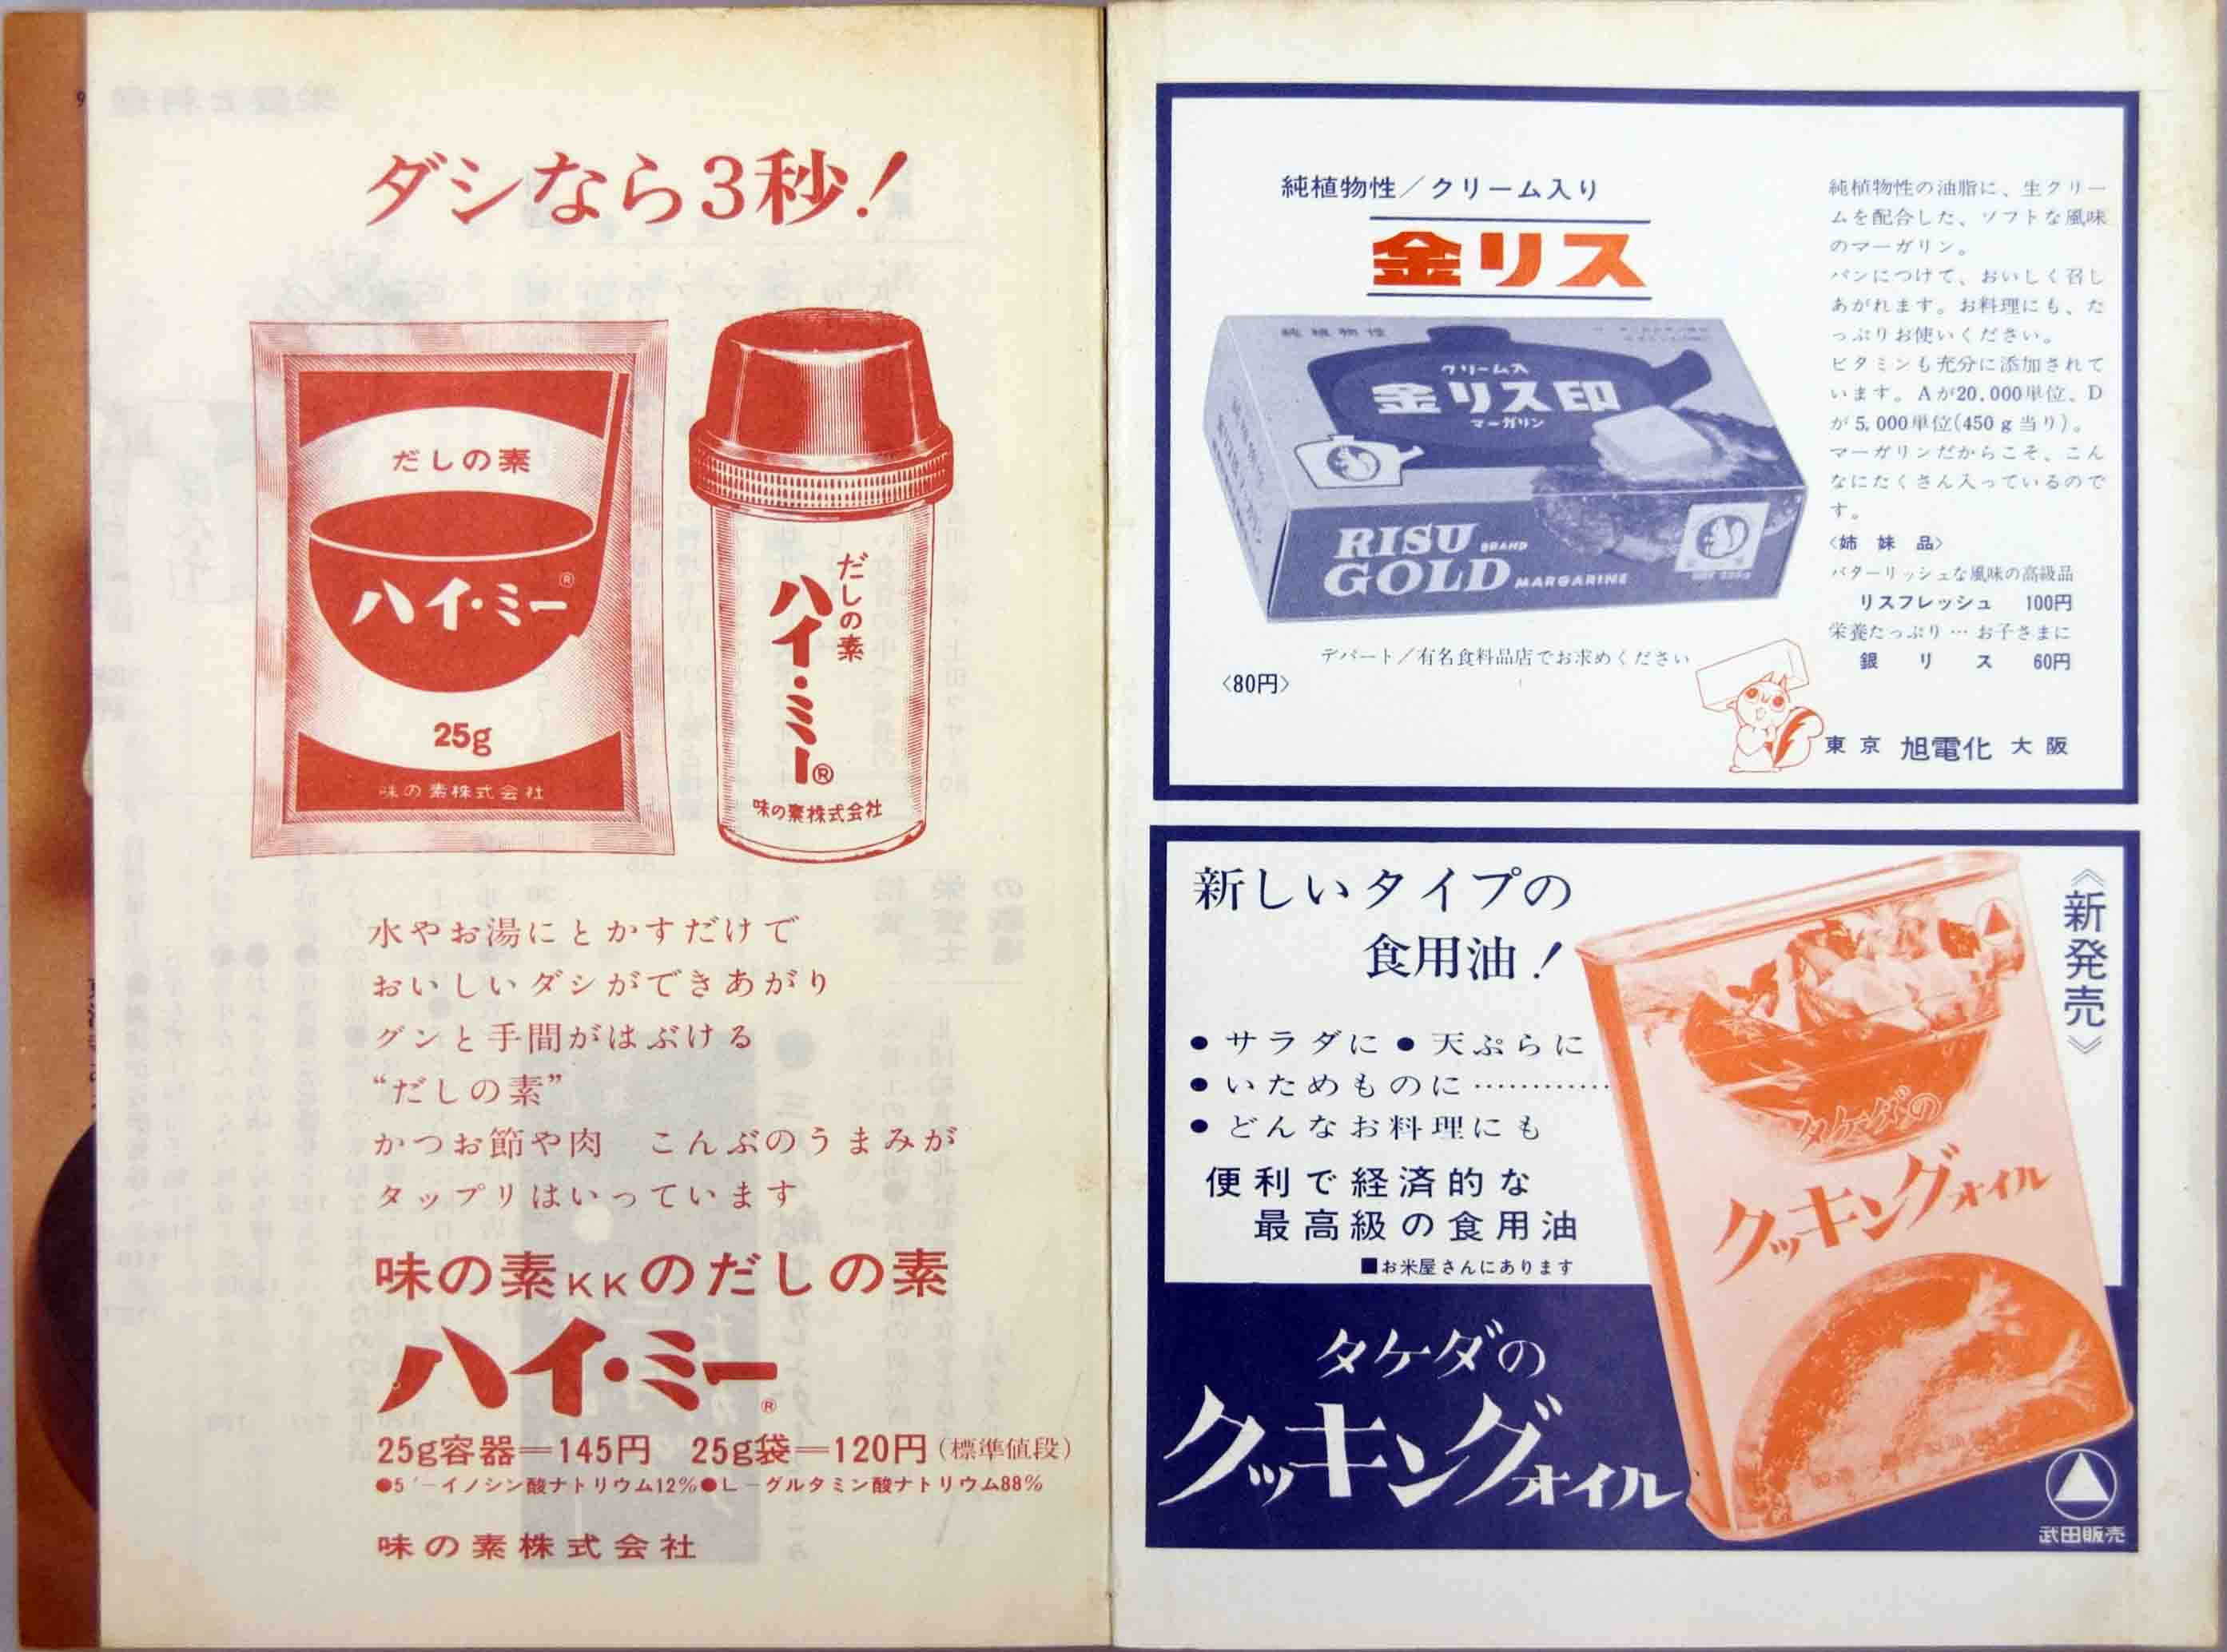 ダシなら3秒!
だしの素
ハイ・ミー®
25g
味の素株式会社
だしの素
ハイ・ミー®
味の素株式会社
水やお湯にとかすだけで
おいしいダシができあがり
グンと手間がはぶける
“だしの素”
かつお節や肉　こんぶのうまみが
タップリはいっています
味の素KKのだしの素
ハイ・ミー®
25g容器＝145円　25g袋＝120円(標準値段)
●5′−イノシン酸ナトリウム12%●L−グルタミン酸ナトリウム88%
味の素株式会社
純植物性／クリーム入り
金リス
純植物性
クリーム入
金リス印
マーガリン
RISU BRAND
GOLD MARGARINE
デパート／有名食料品店でお求めください
〈80円〉
純植物性の油脂に、生クリー
ムを配合した、ソフトな風味
のマーガリン。
パンにつけて、おいしく召し
あがれます。お料理にも、た
っぷりお使いください。
ビタミンも充分に添加されて
います。Aが20,000単位、D
が5,000単位(450g当り)。
マーガリンだからこそ、こん
なにたくさん入っているので
す。
〈姉妹品〉
バターリッシュな風味の高級品
リスフレッシュ　100円
栄養たっぷり…お子さまに
銀リス　60円
東京 旭電化 大阪
新しいタイプの
食用油!
《新発売》
●サラダに●天ぷらに
●いためものに…………
●どんなお料理にも
便利で経済的な
最高級の食用油
■お米屋さんにあります
タケダの
クッキングオイル
タケダの
クッキングオイル
武田販売